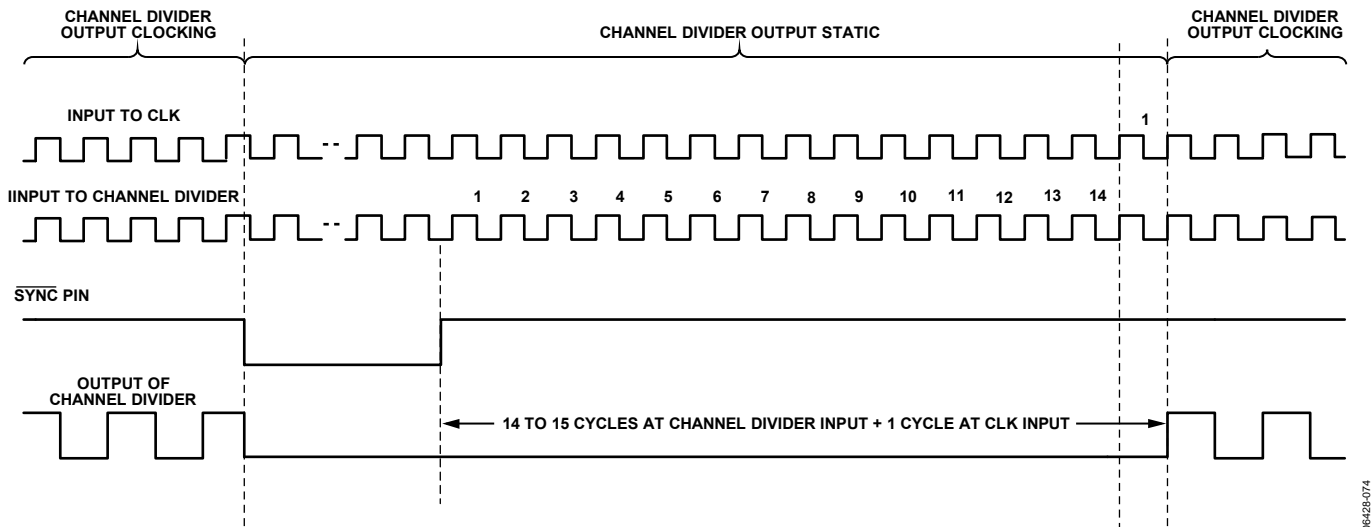 CHANNEL DIVIDER
OUTPUT CLOCKING
CHANNEL DIVIDER OUTPUT STATIC
CHANNEL DIVIDER
OUTPUT CLOCKING
INPUT TO CLK
1
IINPUT TO CHANNEL DIVIDER
1 2 3 4 5 6 7 8 9 10 11 12 13 14
SYNC PIN
OUTPUT OF
CHANNEL DIVIDER
14 TO 15 CYCLES AT CHANNEL DIVIDER INPUT + 1 CYCLE AT CLK INPUT
06428-074